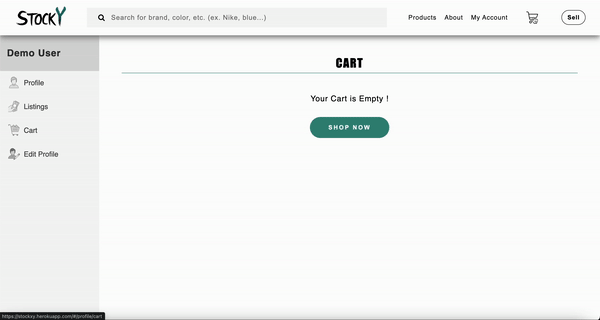 STOCKY
Search for brand, color, etc. (ex. Nike, blue...)
Products
About
My Account
Sell
Demo User
Profile
Listings
Cart
Edit Profile
CART
Your Cart is Empty !
SHOP NOW
https://stockxy.herokuapp.com/#/profile/cart